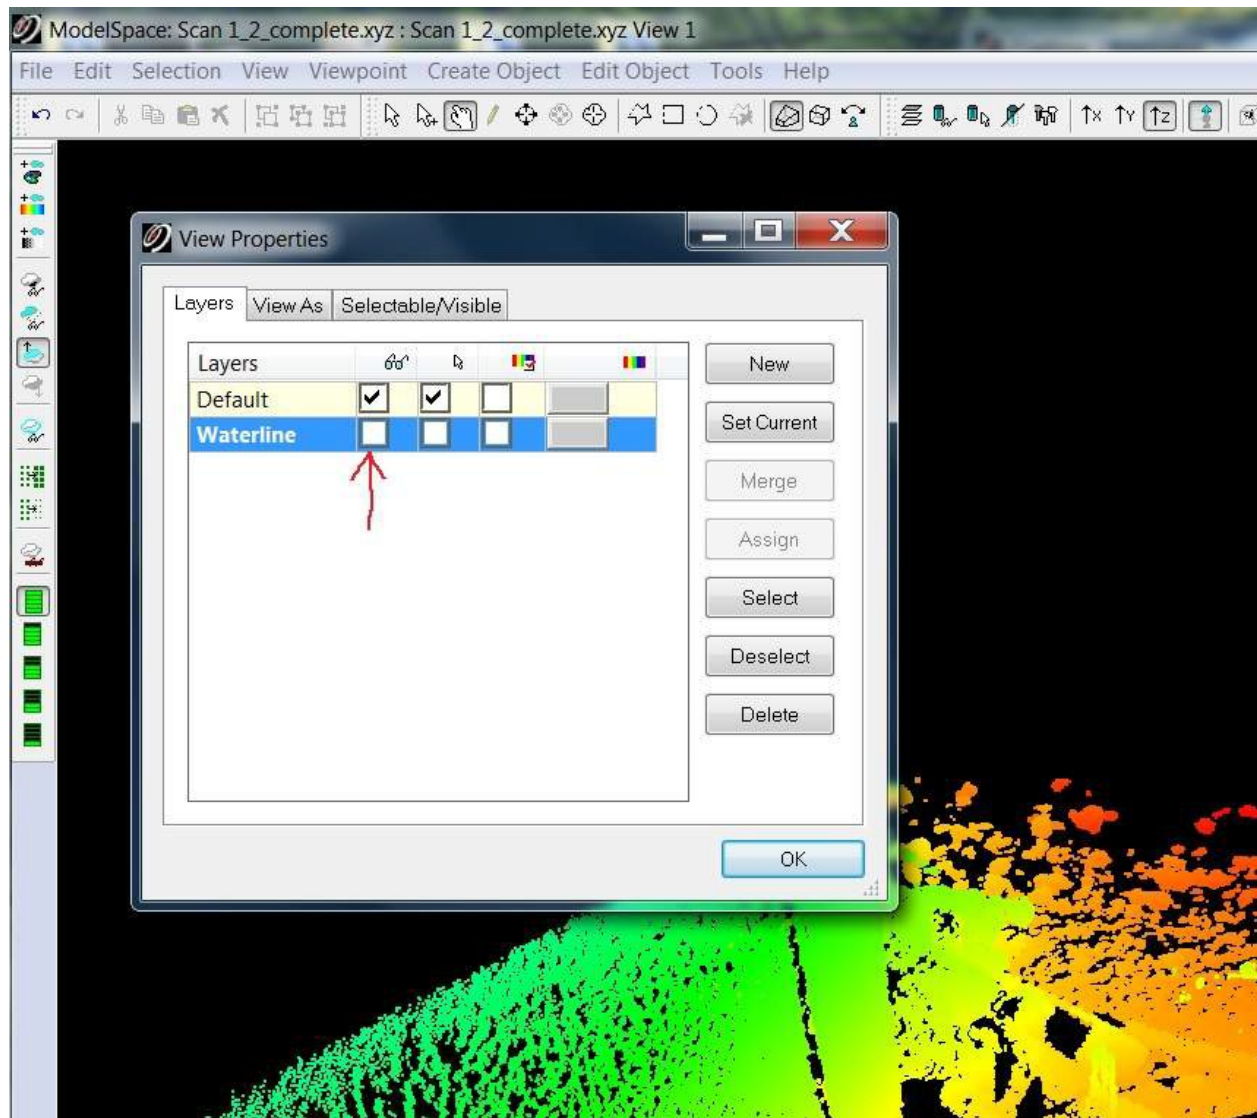 ModelSpace: Scan 1_2_complete.xyz : Scan 1_2_complete.xyz View 1
File Edit Selection View Viewpoint Create Object Edit Object Tools Help
↑X ↑Y ↑Z
View Properties
Layers View As Selectable/Visible
Layers
Default
Waterline
New
Set Current
Merge
Assign
Select
Deselect
Delete
OK